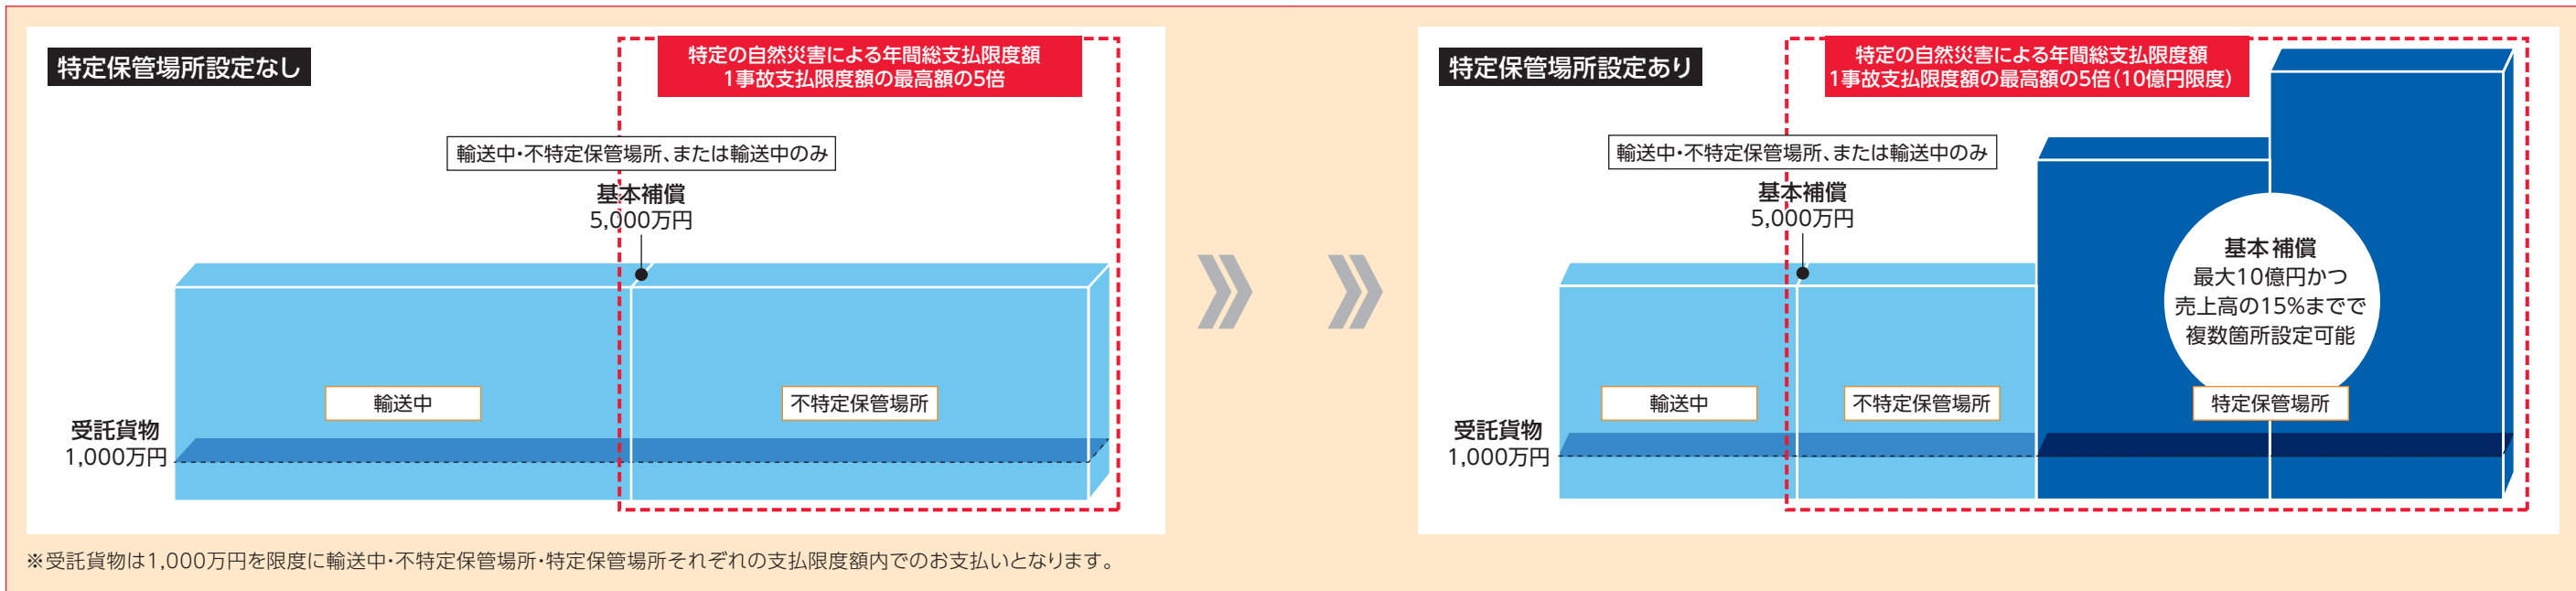 特定保管場所設定なし
特定の自然災害による年間総支払限度額
1事故支払限度額の最高額の5倍
輸送中・不特定保管場所、または輸送中のみ
基本補償
5,000万円
輸送中
不特定保管場所
受託貨物
1,000万円
特定保管場所設定あり
特定の自然災害による年間総支払限度額
1事故支払限度額の最高額の5倍(10億円限度)
輸送中・不特定保管場所、または輸送中のみ
基本補償
5,000万円
基本補償
最大10億円かつ
売上高の15%までで
複数箇所設定可能
輸送中
不特定保管場所
特定保管場所
受託貨物
1,000万円
※受託貨物は1,000万円を限度に輸送中・不特定保管場所・特定保管場所それぞれの支払限度額内でのお支払いとなります。